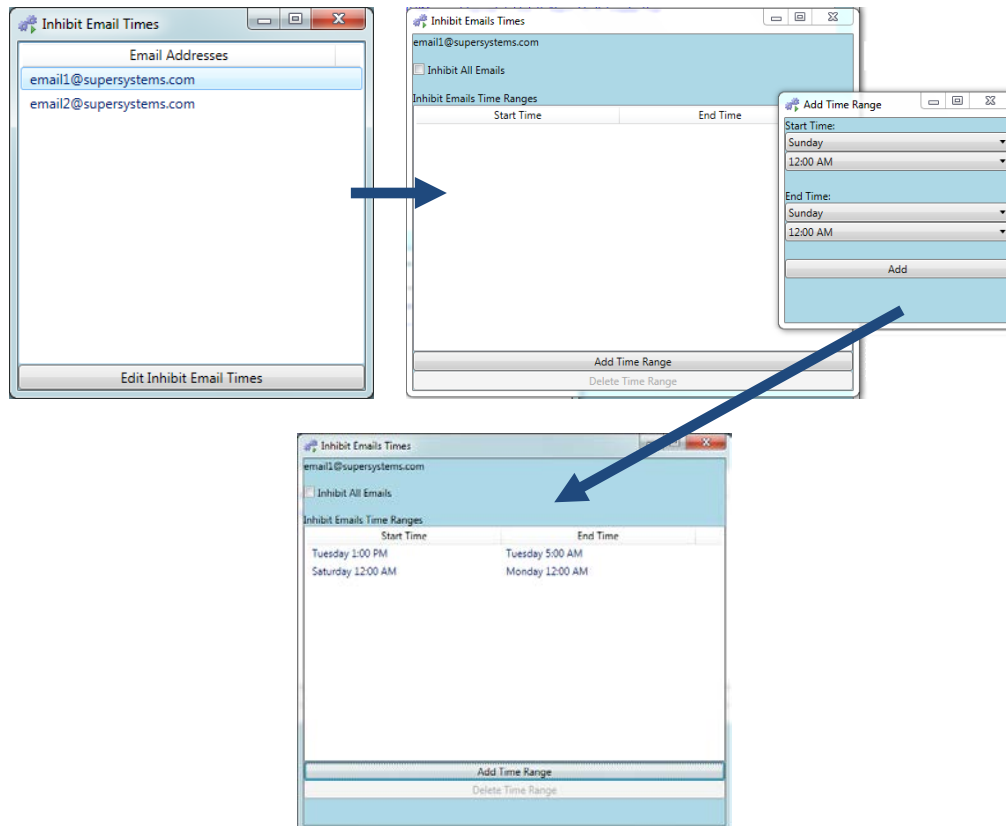 Inhibit Email Times
Email Addresses
email1@supersystems.com
email2@supersystems.com
Edit Inhibit Email Times
Inhibit Emails Times
email1@supersystems.com
Inhibit All Emails
Inhibit Emails Time Ranges
Start Time End Time
Add Time Range
Delete Time Range
Add Time Range
Start Time:
Sunday
12:00 AM
End Time:
Sunday
12:00 AM
Add
Inhibit Emails Times
email1@supersystems.com
Inhibit All Emails
Inhibit Emails Time Ranges
Start Time End Time
Tuesday 1:00 PM Tuesday 5:00 AM
Saturday 12:00 AM Monday 12:00 AM
Add Time Range
Delete Time Range